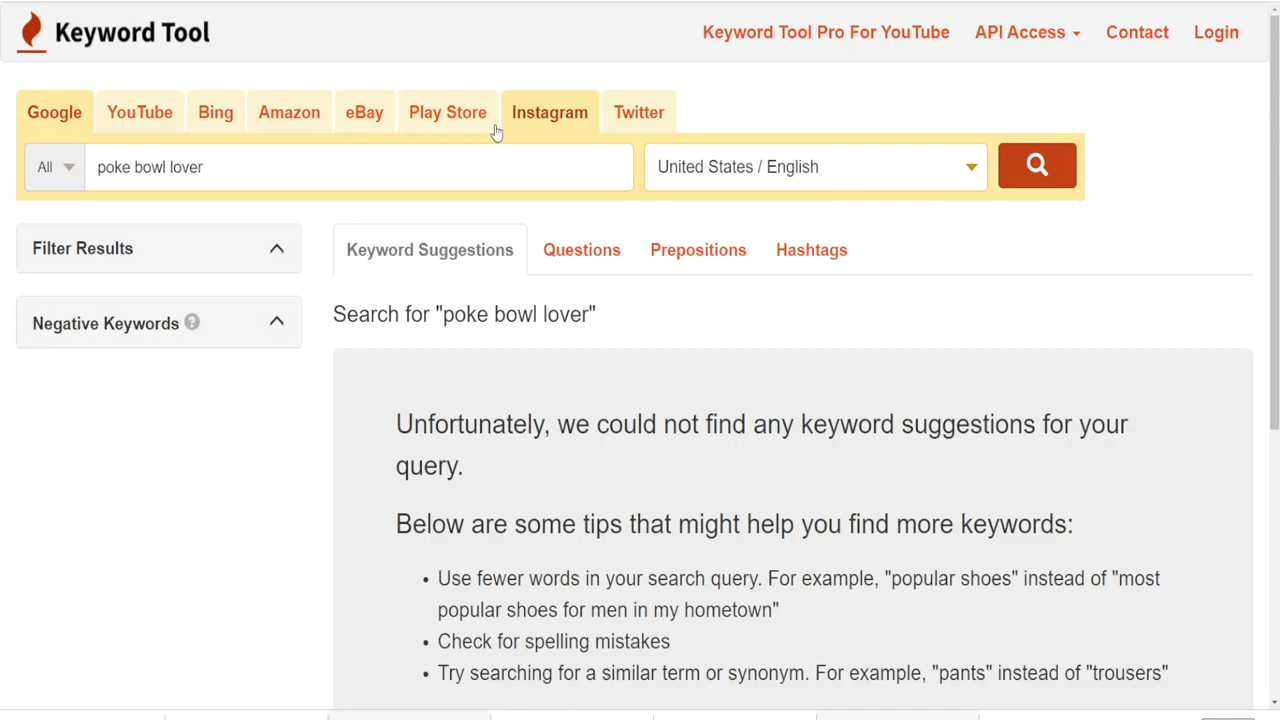 Keyword Tool
Keyword Tool Pro For YouTube API Access Contact Login
Google YouTube Bing Amazon eBay Play Store Instagram Twitter
All poke bowl lover United States / English
Filter Results
Negative Keywords ?
Keyword Suggestions Questions Prepositions Hashtags
Search for "poke bowl lover"
Unfortunately, we could not find any keyword suggestions for your
query.
Below are some tips that might help you find more keywords:
• Use fewer words in your search query. For example, "popular shoes" instead of "most
popular shoes for men in my hometown"
• Check for spelling mistakes
• Try searching for a similar term or synonym. For example, "pants" instead of "trousers"